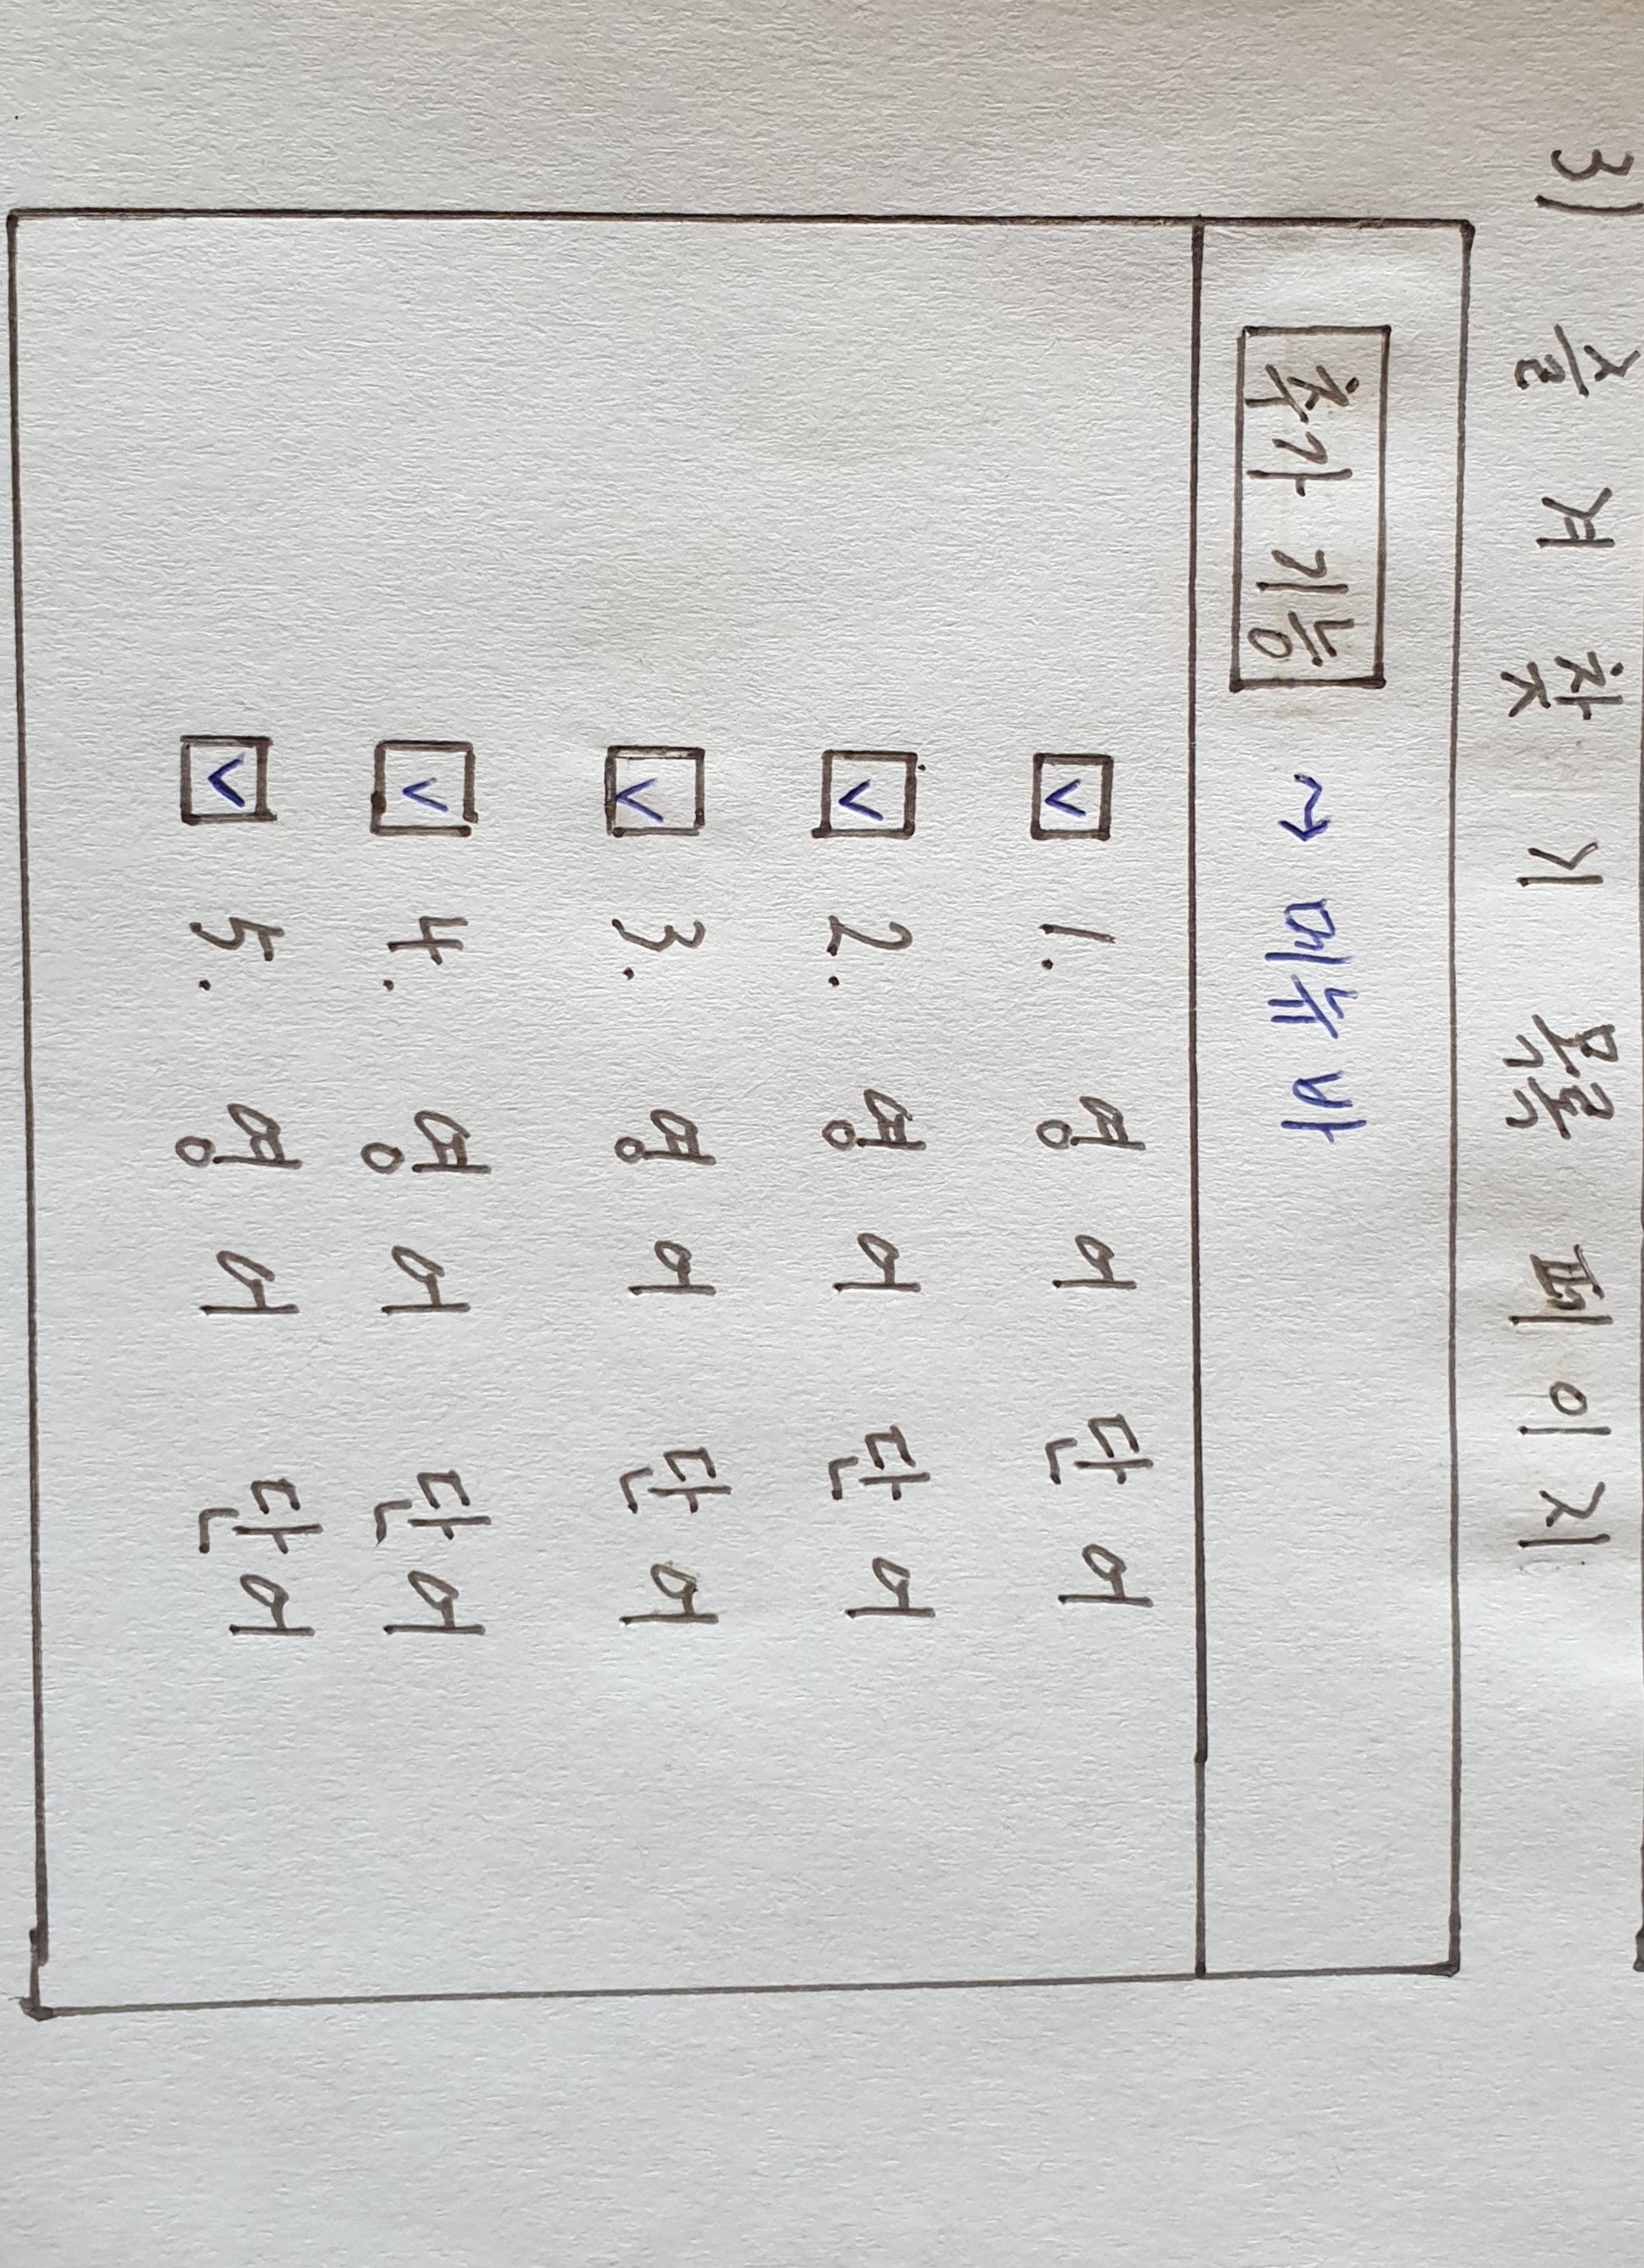 3) 즐겨찾기 목록 페이지
추가 기능 ↝ 메뉴 바
☑ 1. 영어 단어
☑ 2. 영어 단어
☑ 3. 영어 단어
☑ 4. 영어 단어
☑ 5. 영어 단어